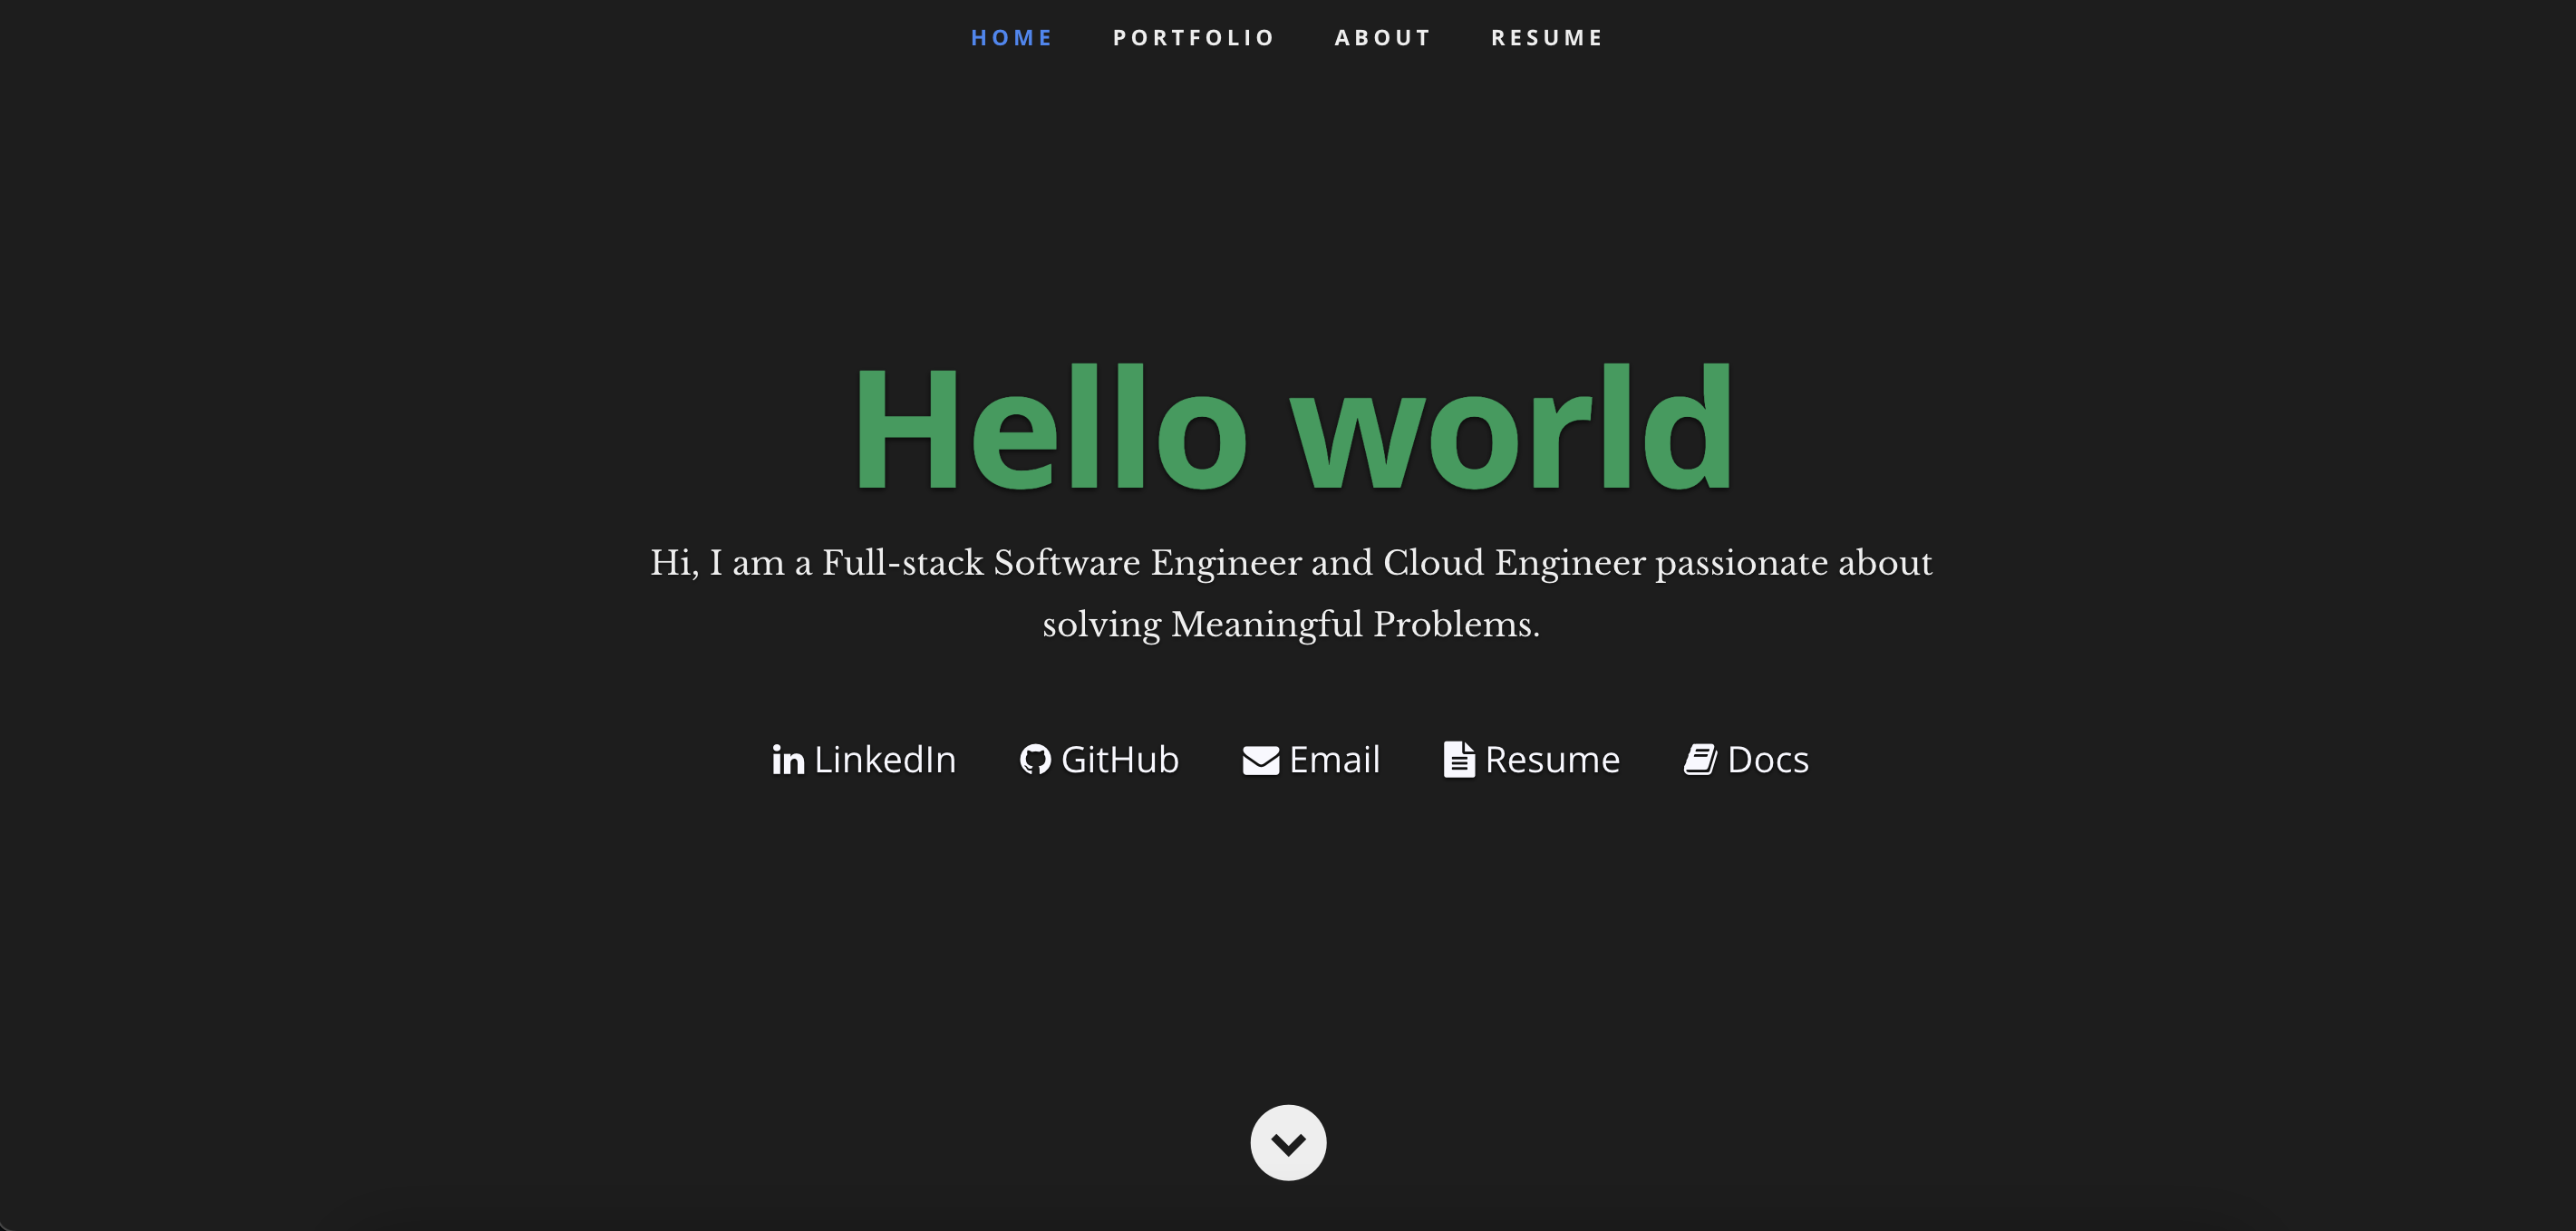 HOME PORTFOLIO ABOUT RESUME
Hello world
Hi, I am a Full-stack Software Engineer and Cloud Engineer passionate about
solving Meaningful Problems.
LinkedIn GitHub Email Resume Docs